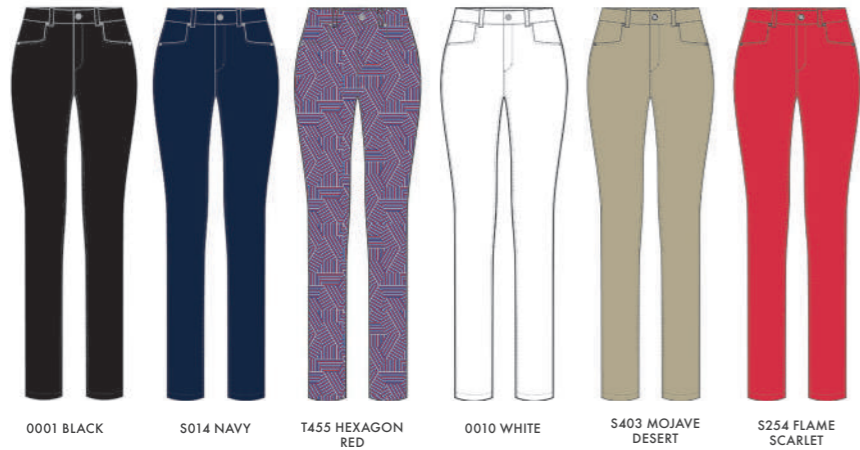 0001 BLACK
S014 NAVY
T455 HEXAGON
RED
0010 WHITE
S403 MOJAVE
DESERT
S254 FLAME
SCARLET